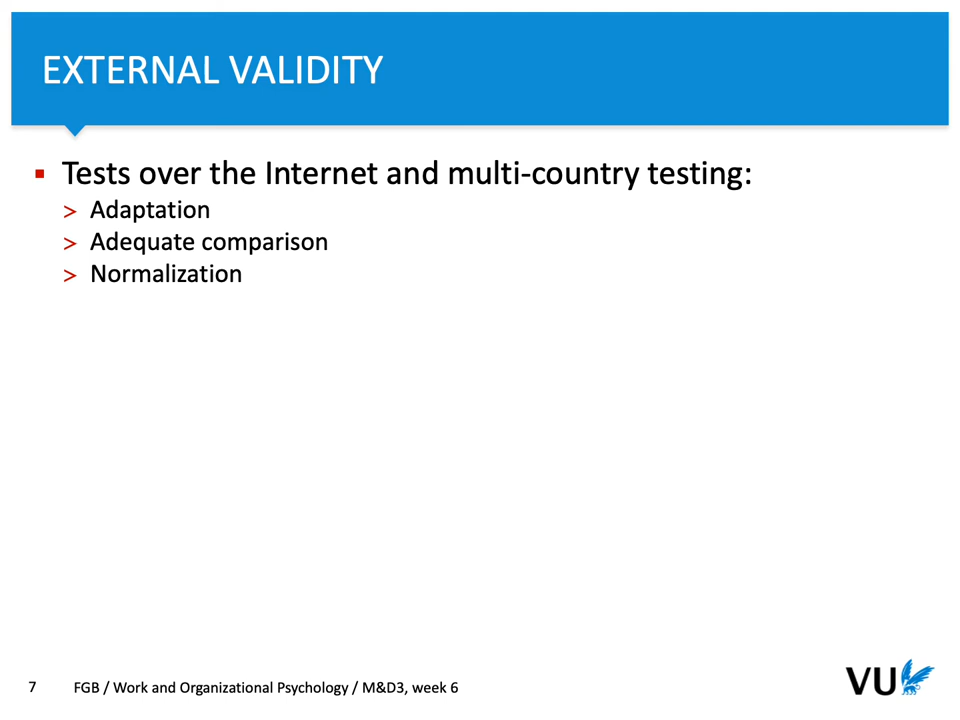 EXTERNAL VALIDITY
▪ Tests over the Internet and multi-country testing:
> Adaptation
> Adequate comparison
> Normalization
7 FGB / Work and Organizational Psychology / M&D3, week 6
VU